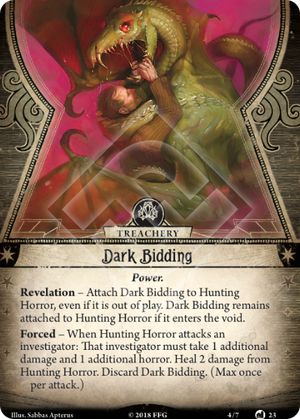 TREACHERY
Dark Bidding
Power.
Revelation – Attach Dark Bidding to Hunting
Horror, even if it is out of play. Dark Bidding remains
attached to Hunting Horror if it enters the void.
Forced – When Hunting Horror attacks an
investigator: That investigator must take 1 additional
damage and 1 additional horror. Heal 2 damage from
Hunting Horror. Discard Dark Bidding. (Max once
per attack.)
Illus. Sabbas Apterus © 2018 FFG 4/7 23